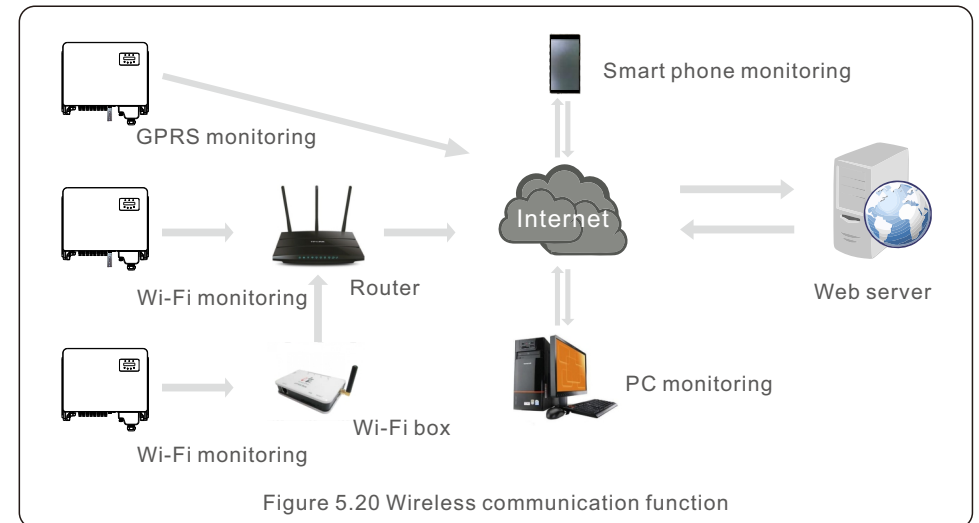 Smart phone monitoring
GPRS monitoring
Internet
Wi-Fi monitoring
Router
Web server
PC monitoring
Wi-Fi box
Wi-Fi monitoring
Figure 5.20 Wireless communication function